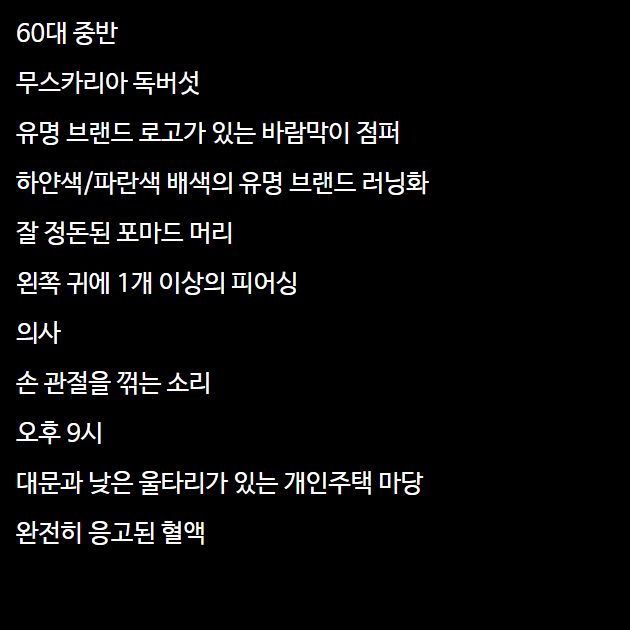 60대 중반
무스카리아 독버섯
유명 브랜드 로고가 있는 바람막이 점퍼
하얀색/파란색 배색의 유명 브랜드 러닝화
잘 정돈된 포마드 머리
왼쪽 귀에 1개 이상의 피어싱
의사
손 관절을 꺾는 소리
오후 9시
대문과 낮은 울타리가 있는 개인주택 마당
완전히 응고된 혈액